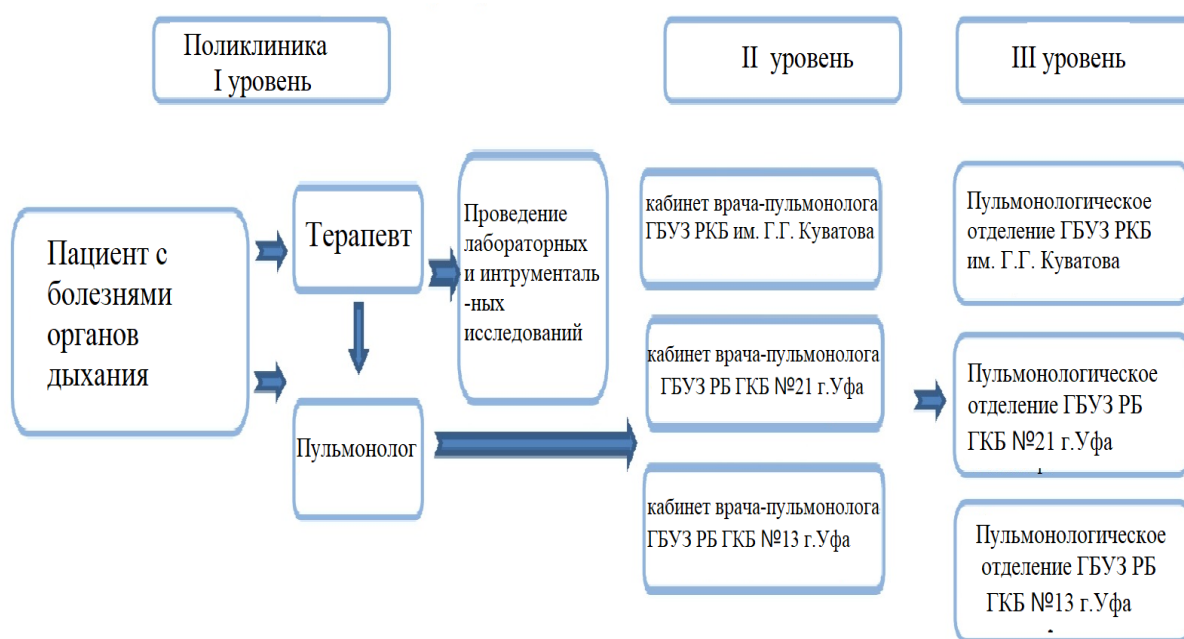 Поликлиника
I уровень
II уровень
III уровень
Пациент с
болезнями
органов
дыхания
Терапевт
Пульмонолог
Проведение
лабораторных
и интрументаль
-ных
исследований
кабинет врача-пульмонолога
ГБУЗ РКБ им. Г.Г. Куватова
кабинет врача-пульмонолога
ГБУЗ РБ ГКБ №21 г.Уфа
кабинет врача-пульмонолога
ГБУЗ РБ ГКБ №13 г.Уфа
Пульмонологическое
отделение ГБУЗ РКБ
им. Г.Г. Куватова
Пульмонологическое
отделение ГБУЗ РБ
ГКБ №21 г.Уфа
Пульмонологическое
отделение ГБУЗ РБ
ГКБ №13 г.Уфа